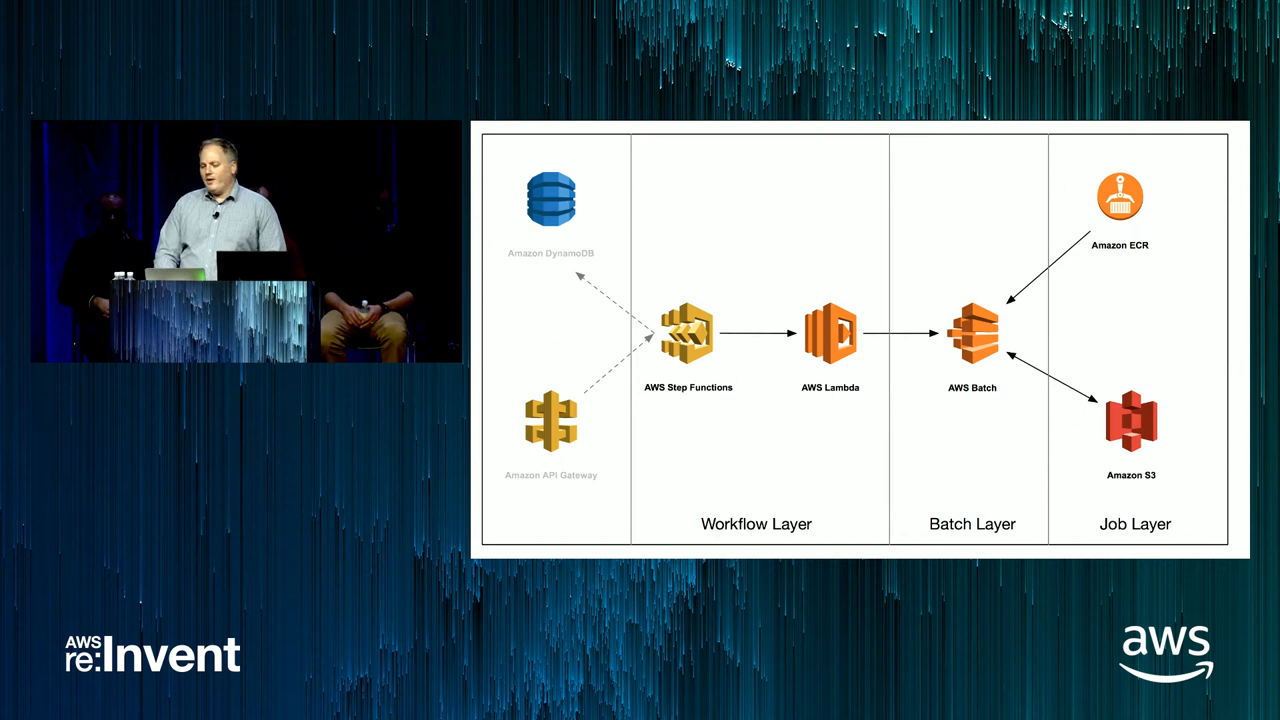 Amazon DynamoDB
Amazon API Gateway
AWS Step Functions
AWS Lambda
Workflow Layer
AWS Batch
Batch Layer
Amazon ECR
Amazon S3
Job Layer
AWS
re:Invent
aws